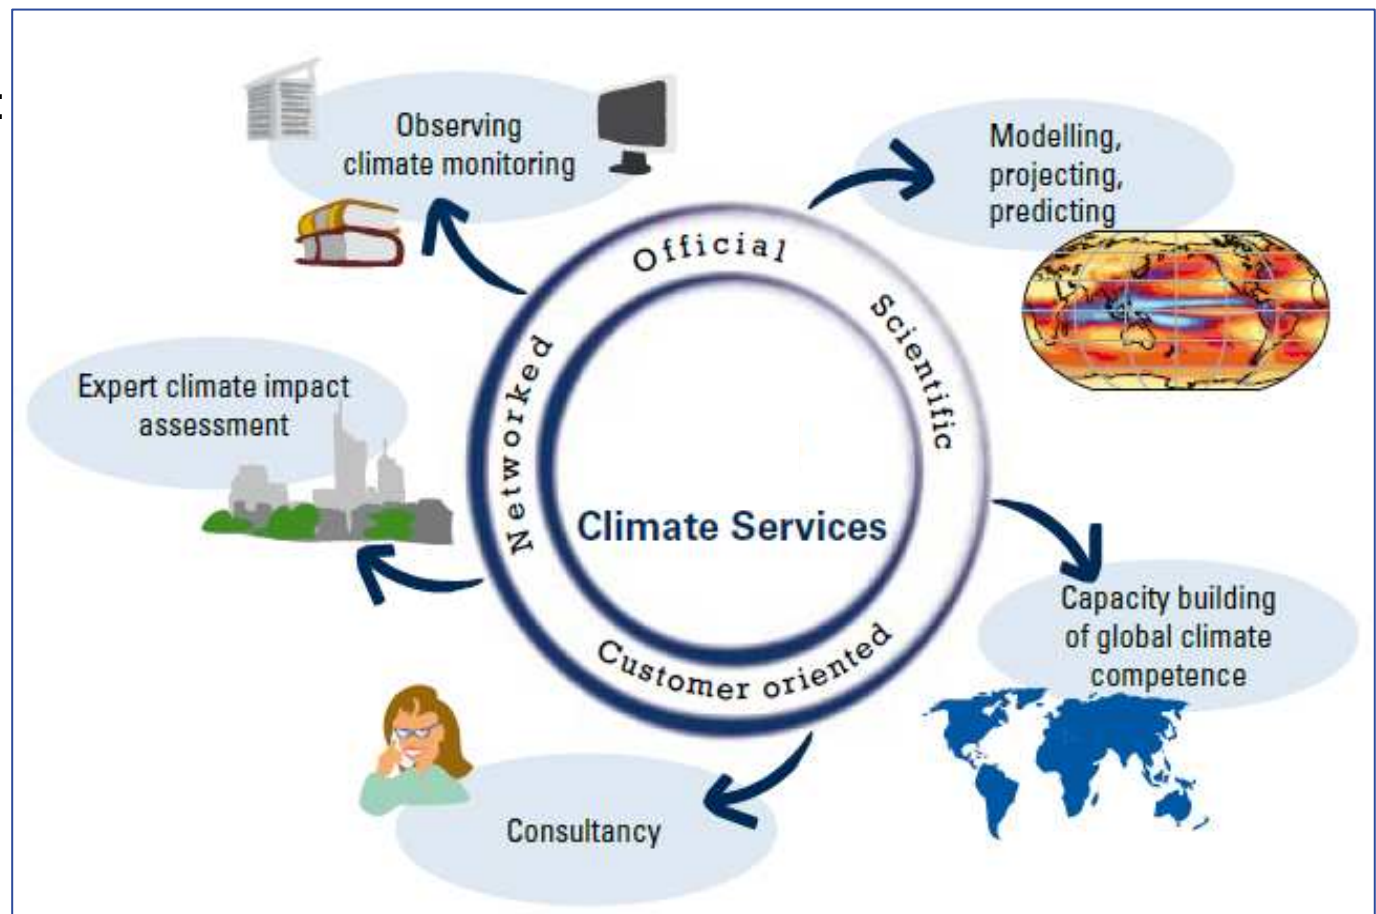 Observing
climate monitoring
Modelling,
projecting,
predicting
Official
Scientific
Networked
Expert climate impact
assessment
Climate Services
Capacity building
of global climate
competence
Customer oriented
Consultancy